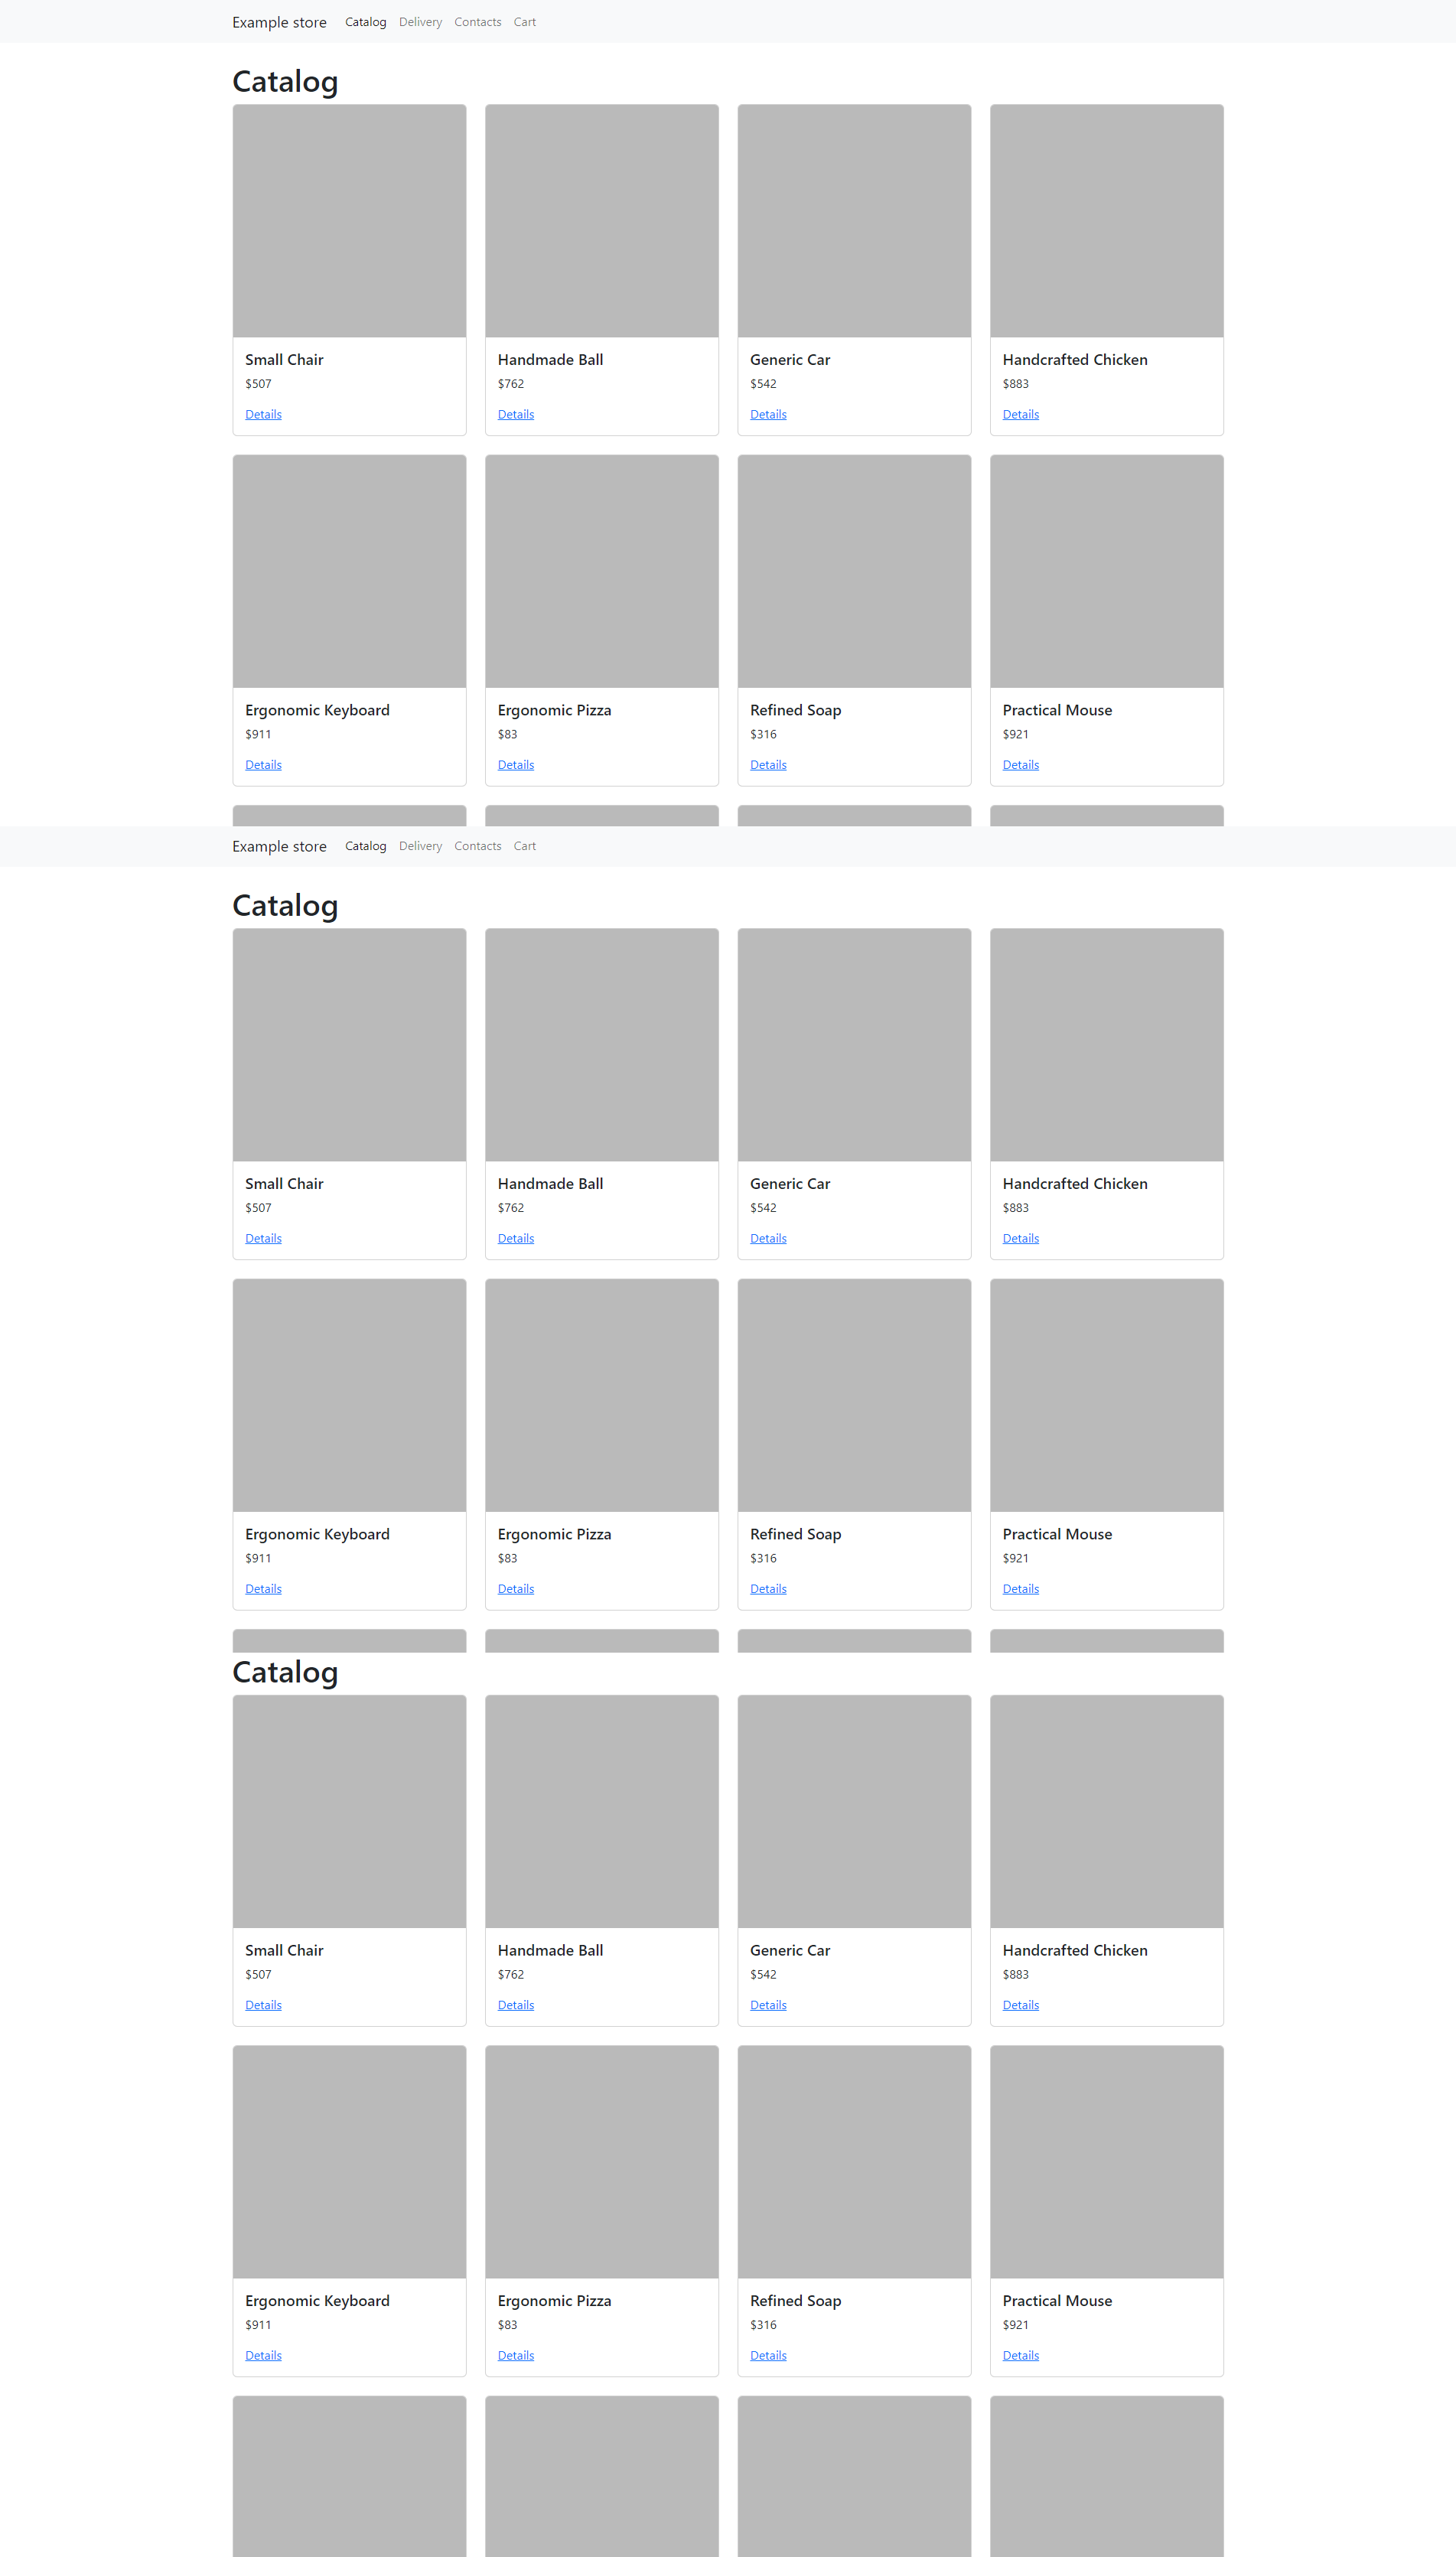 Example store Catalog Delivery Contacts Cart
Catalog
Small Chair Handmade Ball Generic Car Handcrafted Chicken
$507 $762 $542 $883
Details Details Details Details
Ergonomic Keyboard Ergonomic Pizza Refined Soap Practical Mouse
$911 $83 $316 $921
Details Details Details Details
Example store Catalog Delivery Contacts Cart
Catalog
Small Chair Handmade Ball Generic Car Handcrafted Chicken
$507 $762 $542 $883
Details Details Details Details
Ergonomic Keyboard Ergonomic Pizza Refined Soap Practical Mouse
$911 $83 $316 $921
Details Details Details Details
Catalog
Small Chair Handmade Ball Generic Car Handcrafted Chicken
$507 $762 $542 $883
Details Details Details Details
Ergonomic Keyboard Ergonomic Pizza Refined Soap Practical Mouse
$911 $83 $316 $921
Details Details Details Details